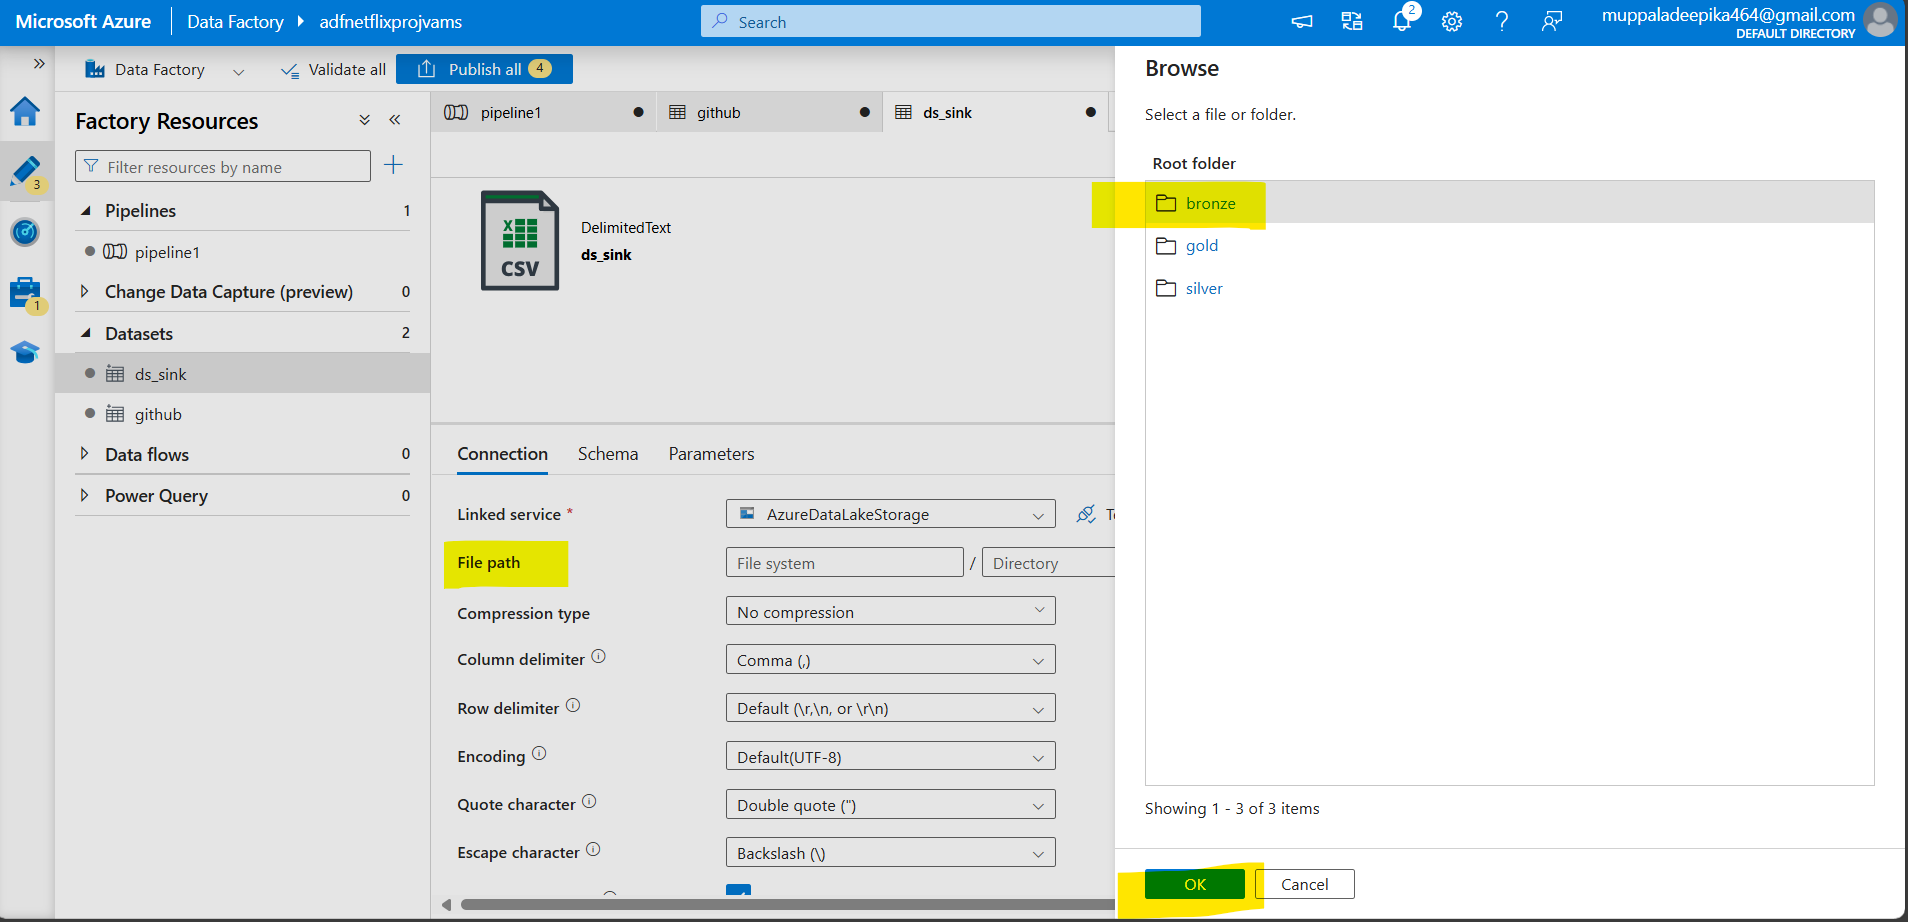 Microsoft Azure
Data Factory
adfnetflixprojvams
Search
2
muppaladeepika464@gmail.com
DEFAULT DIRECTORY
Data Factory
Validate all
Publish all 4
pipeline1
github
ds_sink
3
1
Factory Resources
Filter resources by name
Pipelines 1
pipeline1
Change Data Capture (preview) 0
Datasets 2
ds_sink
github
Data flows 0
Power Query 0
CSV
DelimitedText
ds_sink
Connection
Schema
Parameters
Linked service *
AzureDataLakeStorage
File path
File system / Directory
Compression type
No compression
Column delimiter
Comma (,)
Row delimiter
Default (\r,\n, or \r\n)
Encoding
Default(UTF-8)
Quote character
Double quote (")
Escape character
Backslash (\)
Browse
Select a file or folder.
Root folder
bronze
gold
silver
Showing 1 - 3 of 3 items
OK
Cancel